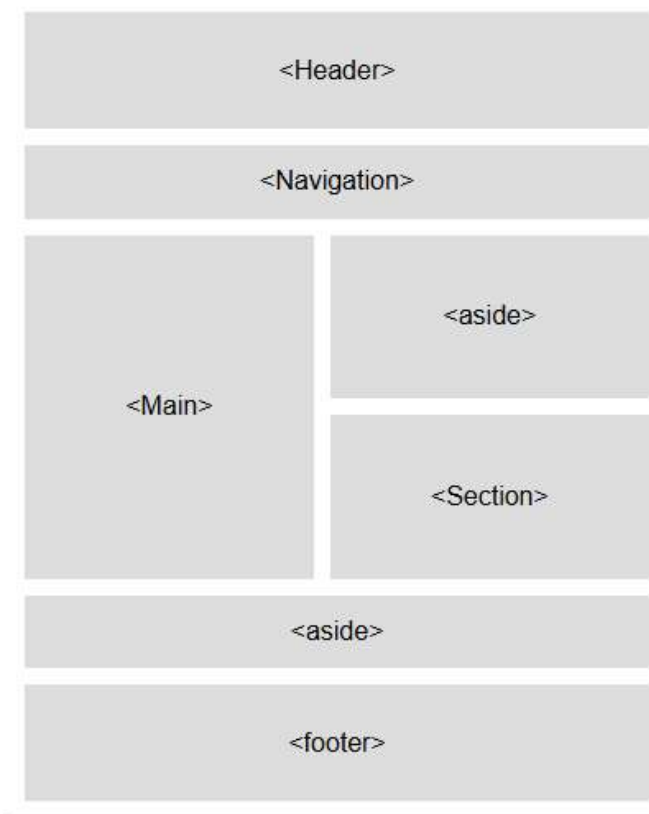 <Header>
<Navigation>
<Main>
<aside>
<Section>
<aside>
<footer>